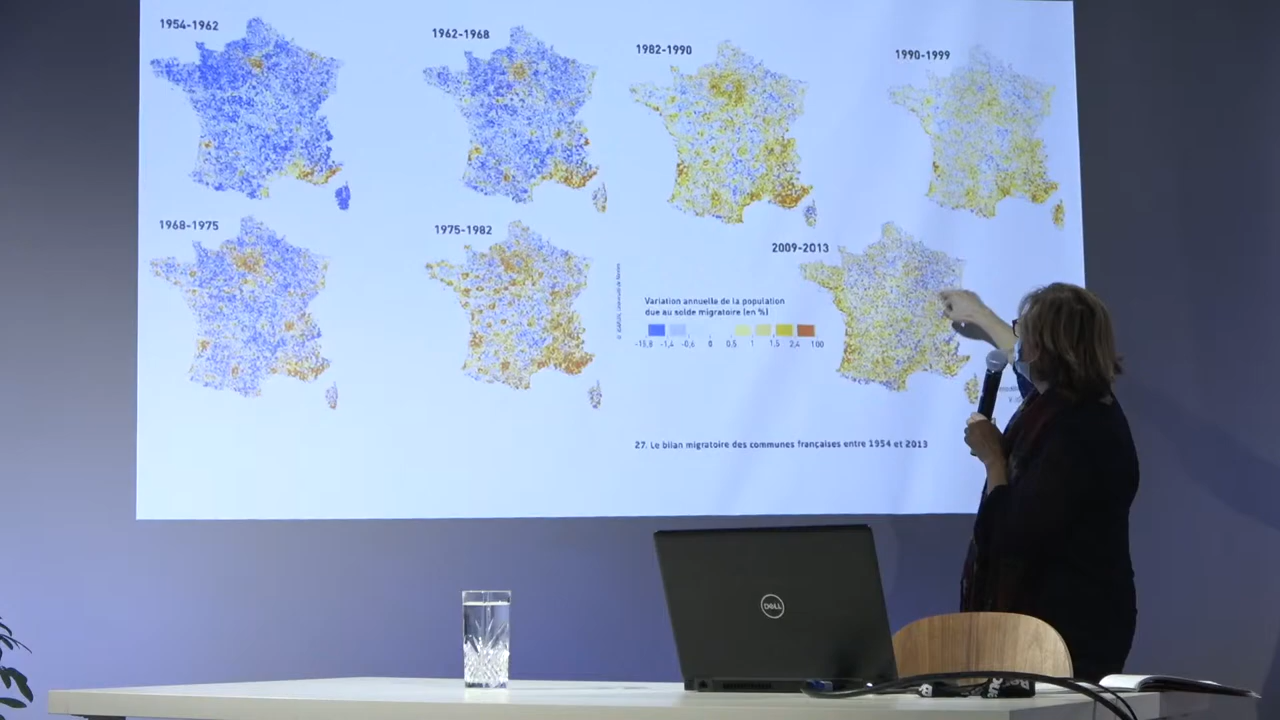 1954-1962
1962-1968
1982-1990
1990-1999
1968-1975
1975-1982
2009-2013
Variation annuelle de la population
due au solde migratoire (en %)
-15,8 -1,4 -0,6 0 0,5 1 1,5 2,4 100
27. Le bilan migratoire des communes françaises entre 1954 et 2013
DELL